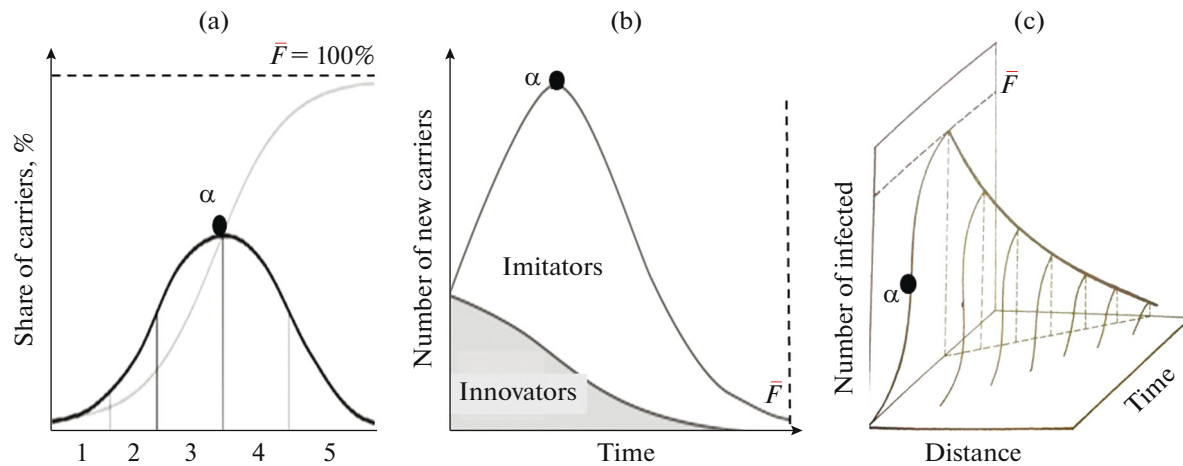 (a)
F̄ = 100%
α
Share of carriers, %
1 2 3 4 5
(b)
α
Number of new carriers
Imitators
Innovators
F̄
Time
(c)
F̄
α
Number of infected
Time
Distance